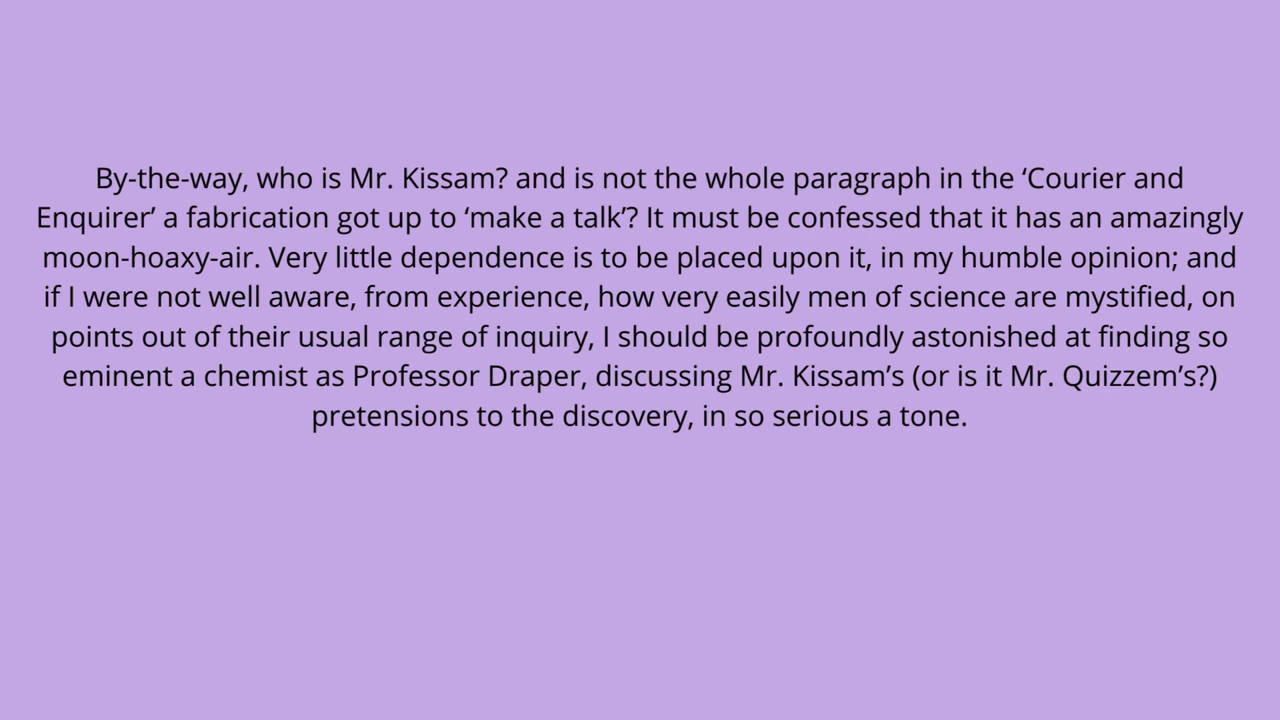 By-the-way, who is Mr. Kissam? and is not the whole paragraph in the ‘Courier and
Enquirer’ a fabrication got up to ‘make a talk’? It must be confessed that it has an amazingly
moon-hoaxy-air. Very little dependence is to be placed upon it, in my humble opinion; and
if I were not well aware, from experience, how very easily men of science are mystified, on
points out of their usual range of inquiry, I should be profoundly astonished at finding so
eminent a chemist as Professor Draper, discussing Mr. Kissam’s (or is it Mr. Quizzem’s?)
pretensions to the discovery, in so serious a tone.